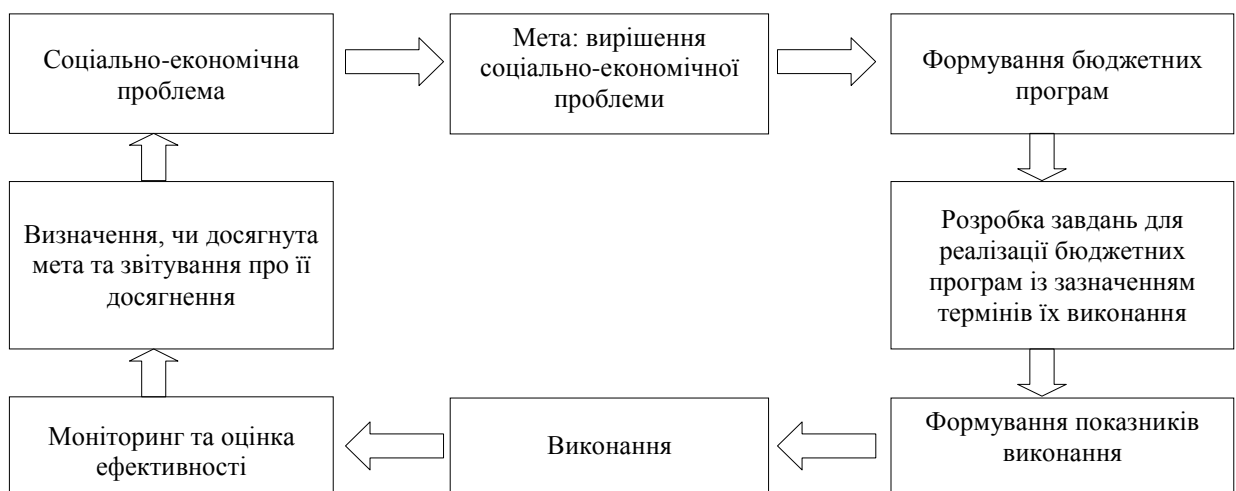 Соціально-економічна
проблема
Мета: вирішення
соціально-економічної
проблеми
Формування бюджетних
програм
Визначення, чи досягнута
мета та звітування про її
досягнення
Розробка завдань для
реалізації бюджетних
програм із зазначенням
термінів їх виконання
Моніторинг та оцінка
ефективності
Виконання
Формування показників
виконання